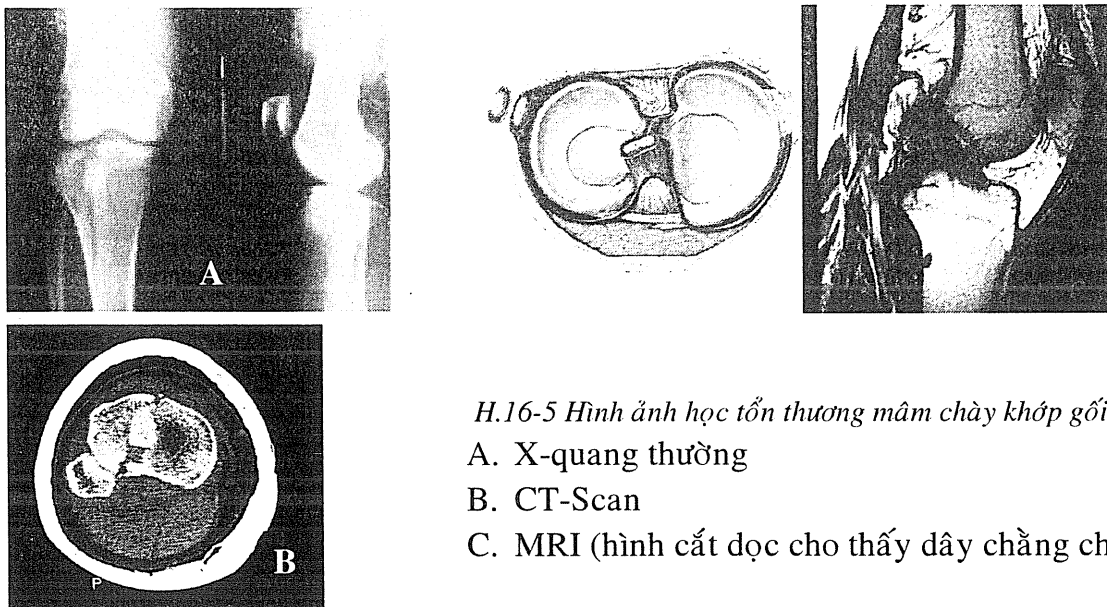 A
P
B
H.16-5 Hình ảnh học tổn thương mâm chày khớp gối
A. X-quang thường
B. CT-Scan
C. MRI (hình cắt dọc cho thấy dây chằng